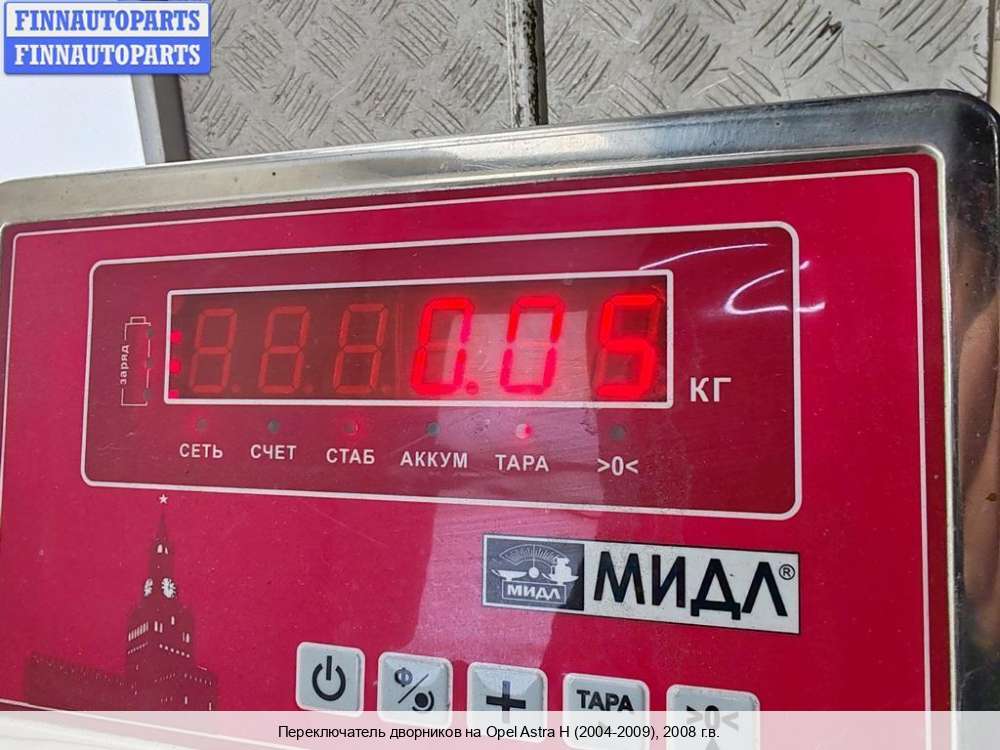 FINNAUTOPARTS
FINNAUTOPARTS
0.05
КГ
заряд
СЕТЬ СЧЕТ СТАБ АККУМ ТАРА >0<
МИДЛ МИДЛ®
Ф
ТАРА >0<
Переключатель дворников на Opel Astra H (2004-2009), 2008 г.в.